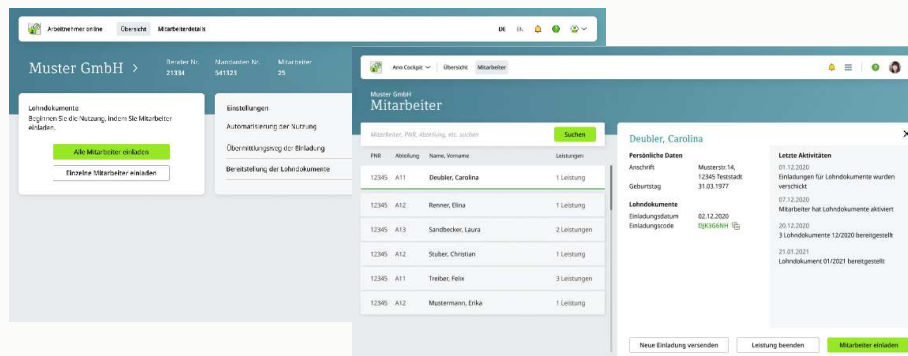 Arbeitnehmer online Übersicht Mitarbeiterdetails DE EN
Muster GmbH > Berater Nr. Mandanten Nr. Mitarbeiter
21334 541323 25
Lohndokumente
Beginnen Sie die Nutzung, indem Sie Mitarbeiter
einladen.
Alle Mitarbeiter einladen
Einzelne Mitarbeiter einladen
Einstellungen
Automatisierung der Nutzung
Übermittlungsweg der Einladung
Bereitstellung der Lohndokumente
Ano Cockpit Übersicht Mitarbeiter
Muster GmbH
Mitarbeiter
Mitarbeiter, PNR, Abteilung, etc. suchen Suchen
PNR Abteilung Name, Vorname Leistungen
12345 A11 Deubler, Carolina 1 Leistung
12345 A12 Renner, Elina 1 Leistung
12345 A13 Sandbecker, Laura 2 Leistungen
12345 A12 Stuber, Christian 1 Leistung
12345 A11 Treiber, Felix 3 Leistungen
12345 A12 Mustermann, Erika 1 Leistung
Deubler, Carolina
Persönliche Daten
Anschrift Musterstr.14,
12345 Teststadt
Geburtstag 31.03.1977
Lohndokumente
Einladungsdatum 02.12.2020
Einladungscode DJK3G6NH
Letzte Aktivitäten
01.12.2020
Einladungen für Lohndokumente wurden
verschickt
07.12.2020
Mitarbeiter hat Lohndokumente aktiviert
20.12.2020
3 Lohndokumente 12/2020 bereitgestellt
21.01.2021
Lohndokument 01/2021 bereitgestellt
Neue Einladung versenden Leistung beenden Mitarbeiter einladen